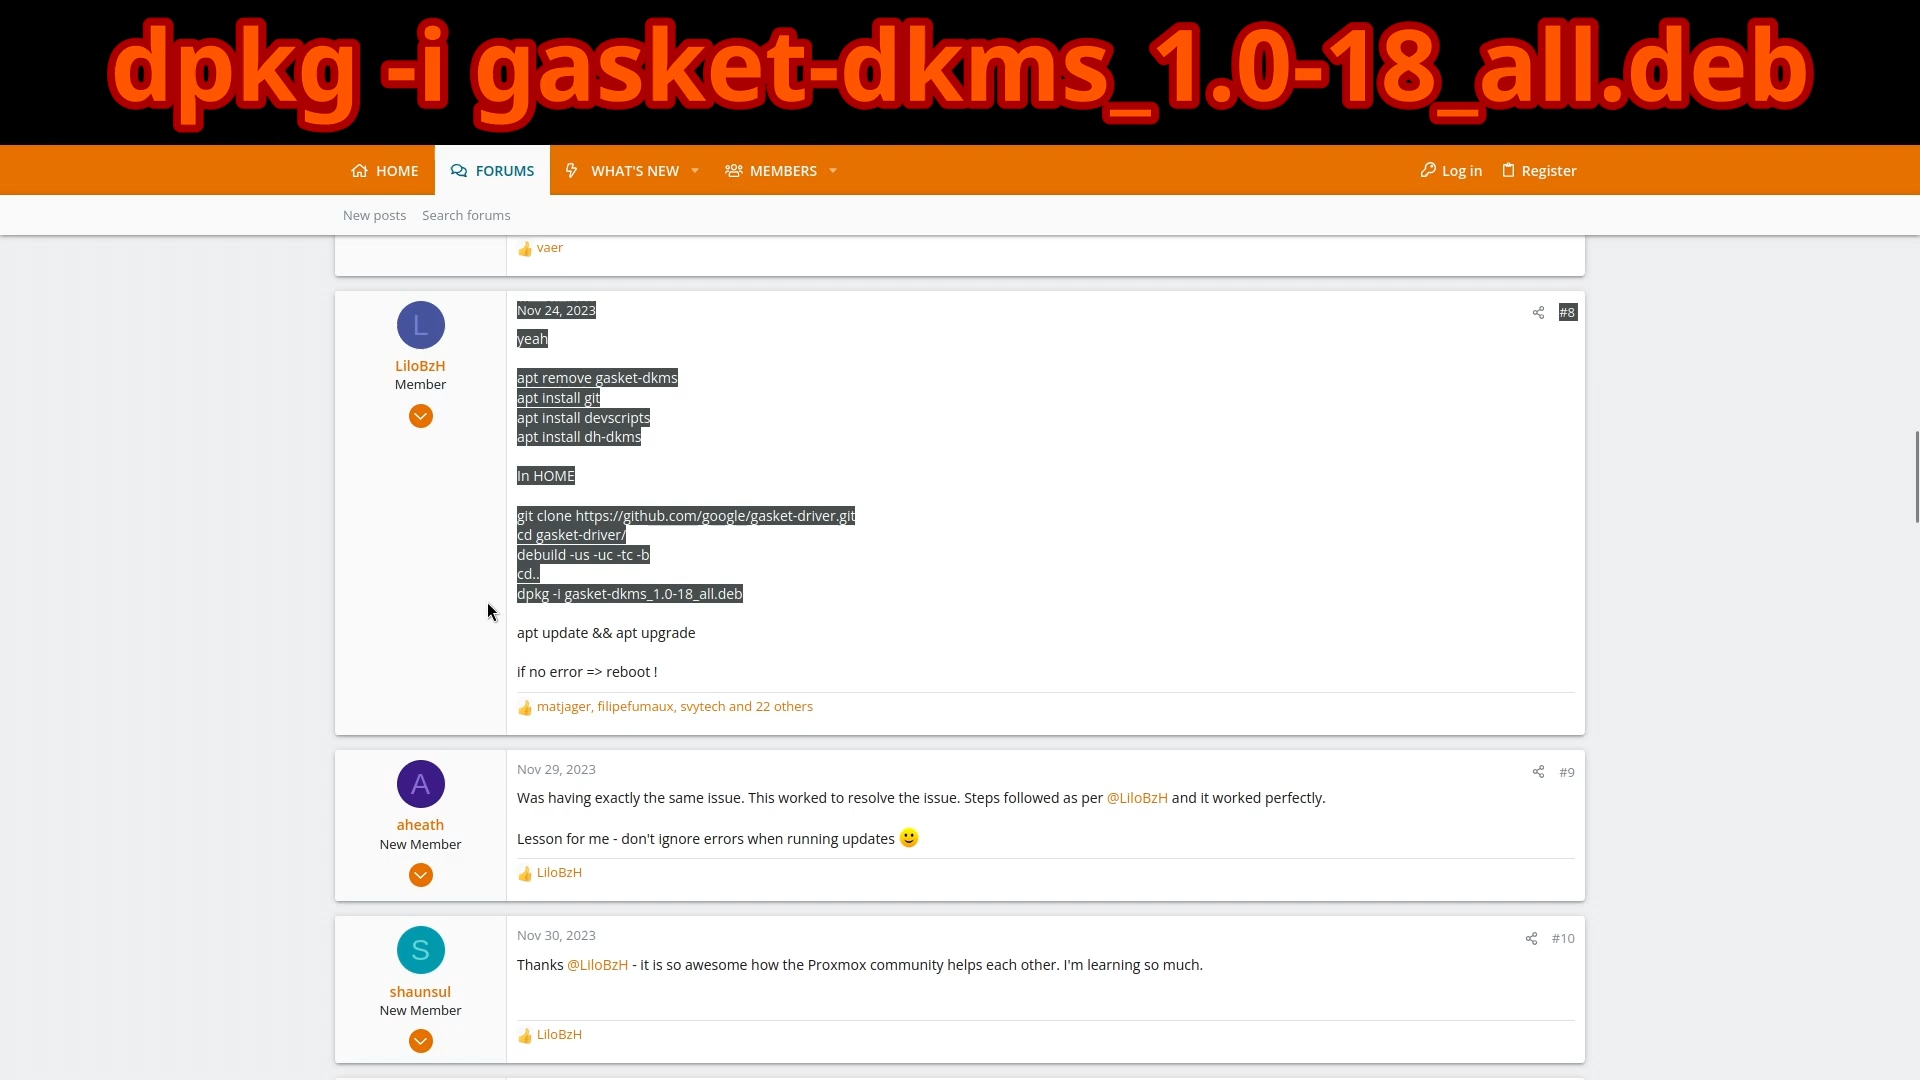 dpkg -i gasket-dkms_1.0-18_all.deb
HOME FORUMS WHAT'S NEW MEMBERS Log in Register
New posts Search forums
vaer
L
LiloBzH
Member
Nov 24, 2023 #8
yeah
apt remove gasket-dkms
apt install git
apt install devscripts
apt install dh-dkms
In HOME
git clone https://github.com/google/gasket-driver.git
cd gasket-driver/
debuild -us -uc -tc -b
cd..
dpkg -i gasket-dkms_1.0-18_all.deb
apt update && apt upgrade
if no error => reboot !
matjager, filipefumaux, svytech and 22 others
A
aheath
New Member
Nov 29, 2023 #9
Was having exactly the same issue. This worked to resolve the issue. Steps followed as per @LiloBzH and it worked perfectly.
Lesson for me - don't ignore errors when running updates 🙂
LiloBzH
S
shaunsul
New Member
Nov 30, 2023 #10
Thanks @LiloBzH - it is so awesome how the Proxmox community helps each other. I'm learning so much.
LiloBzH